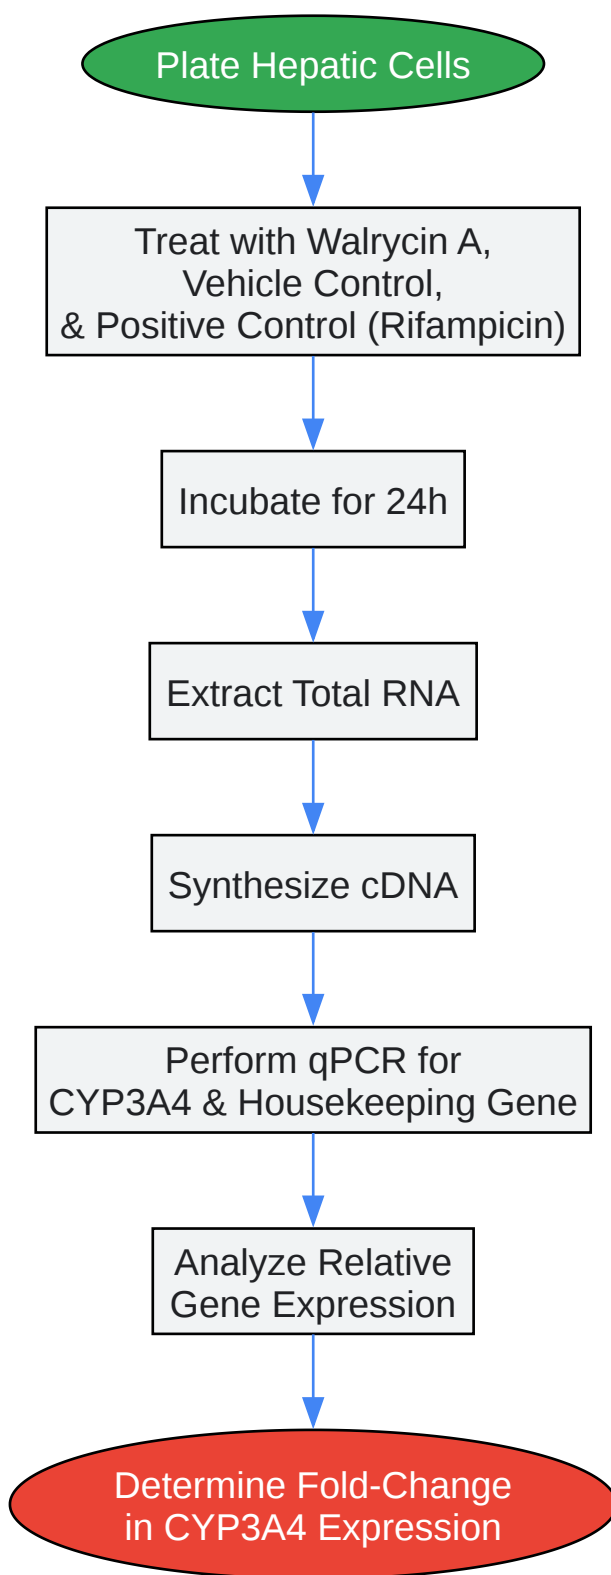 Plate Hepatic Cells
Treat with Walrycin A,
Vehicle Control,
& Positive Control (Rifampicin)
Incubate for 24h
Extract Total RNA
Synthesize cDNA
Perform qPCR for
CYP3A4 & Housekeeping Gene
Analyze Relative
Gene Expression
Determine Fold-Change
in CYP3A4 Expression